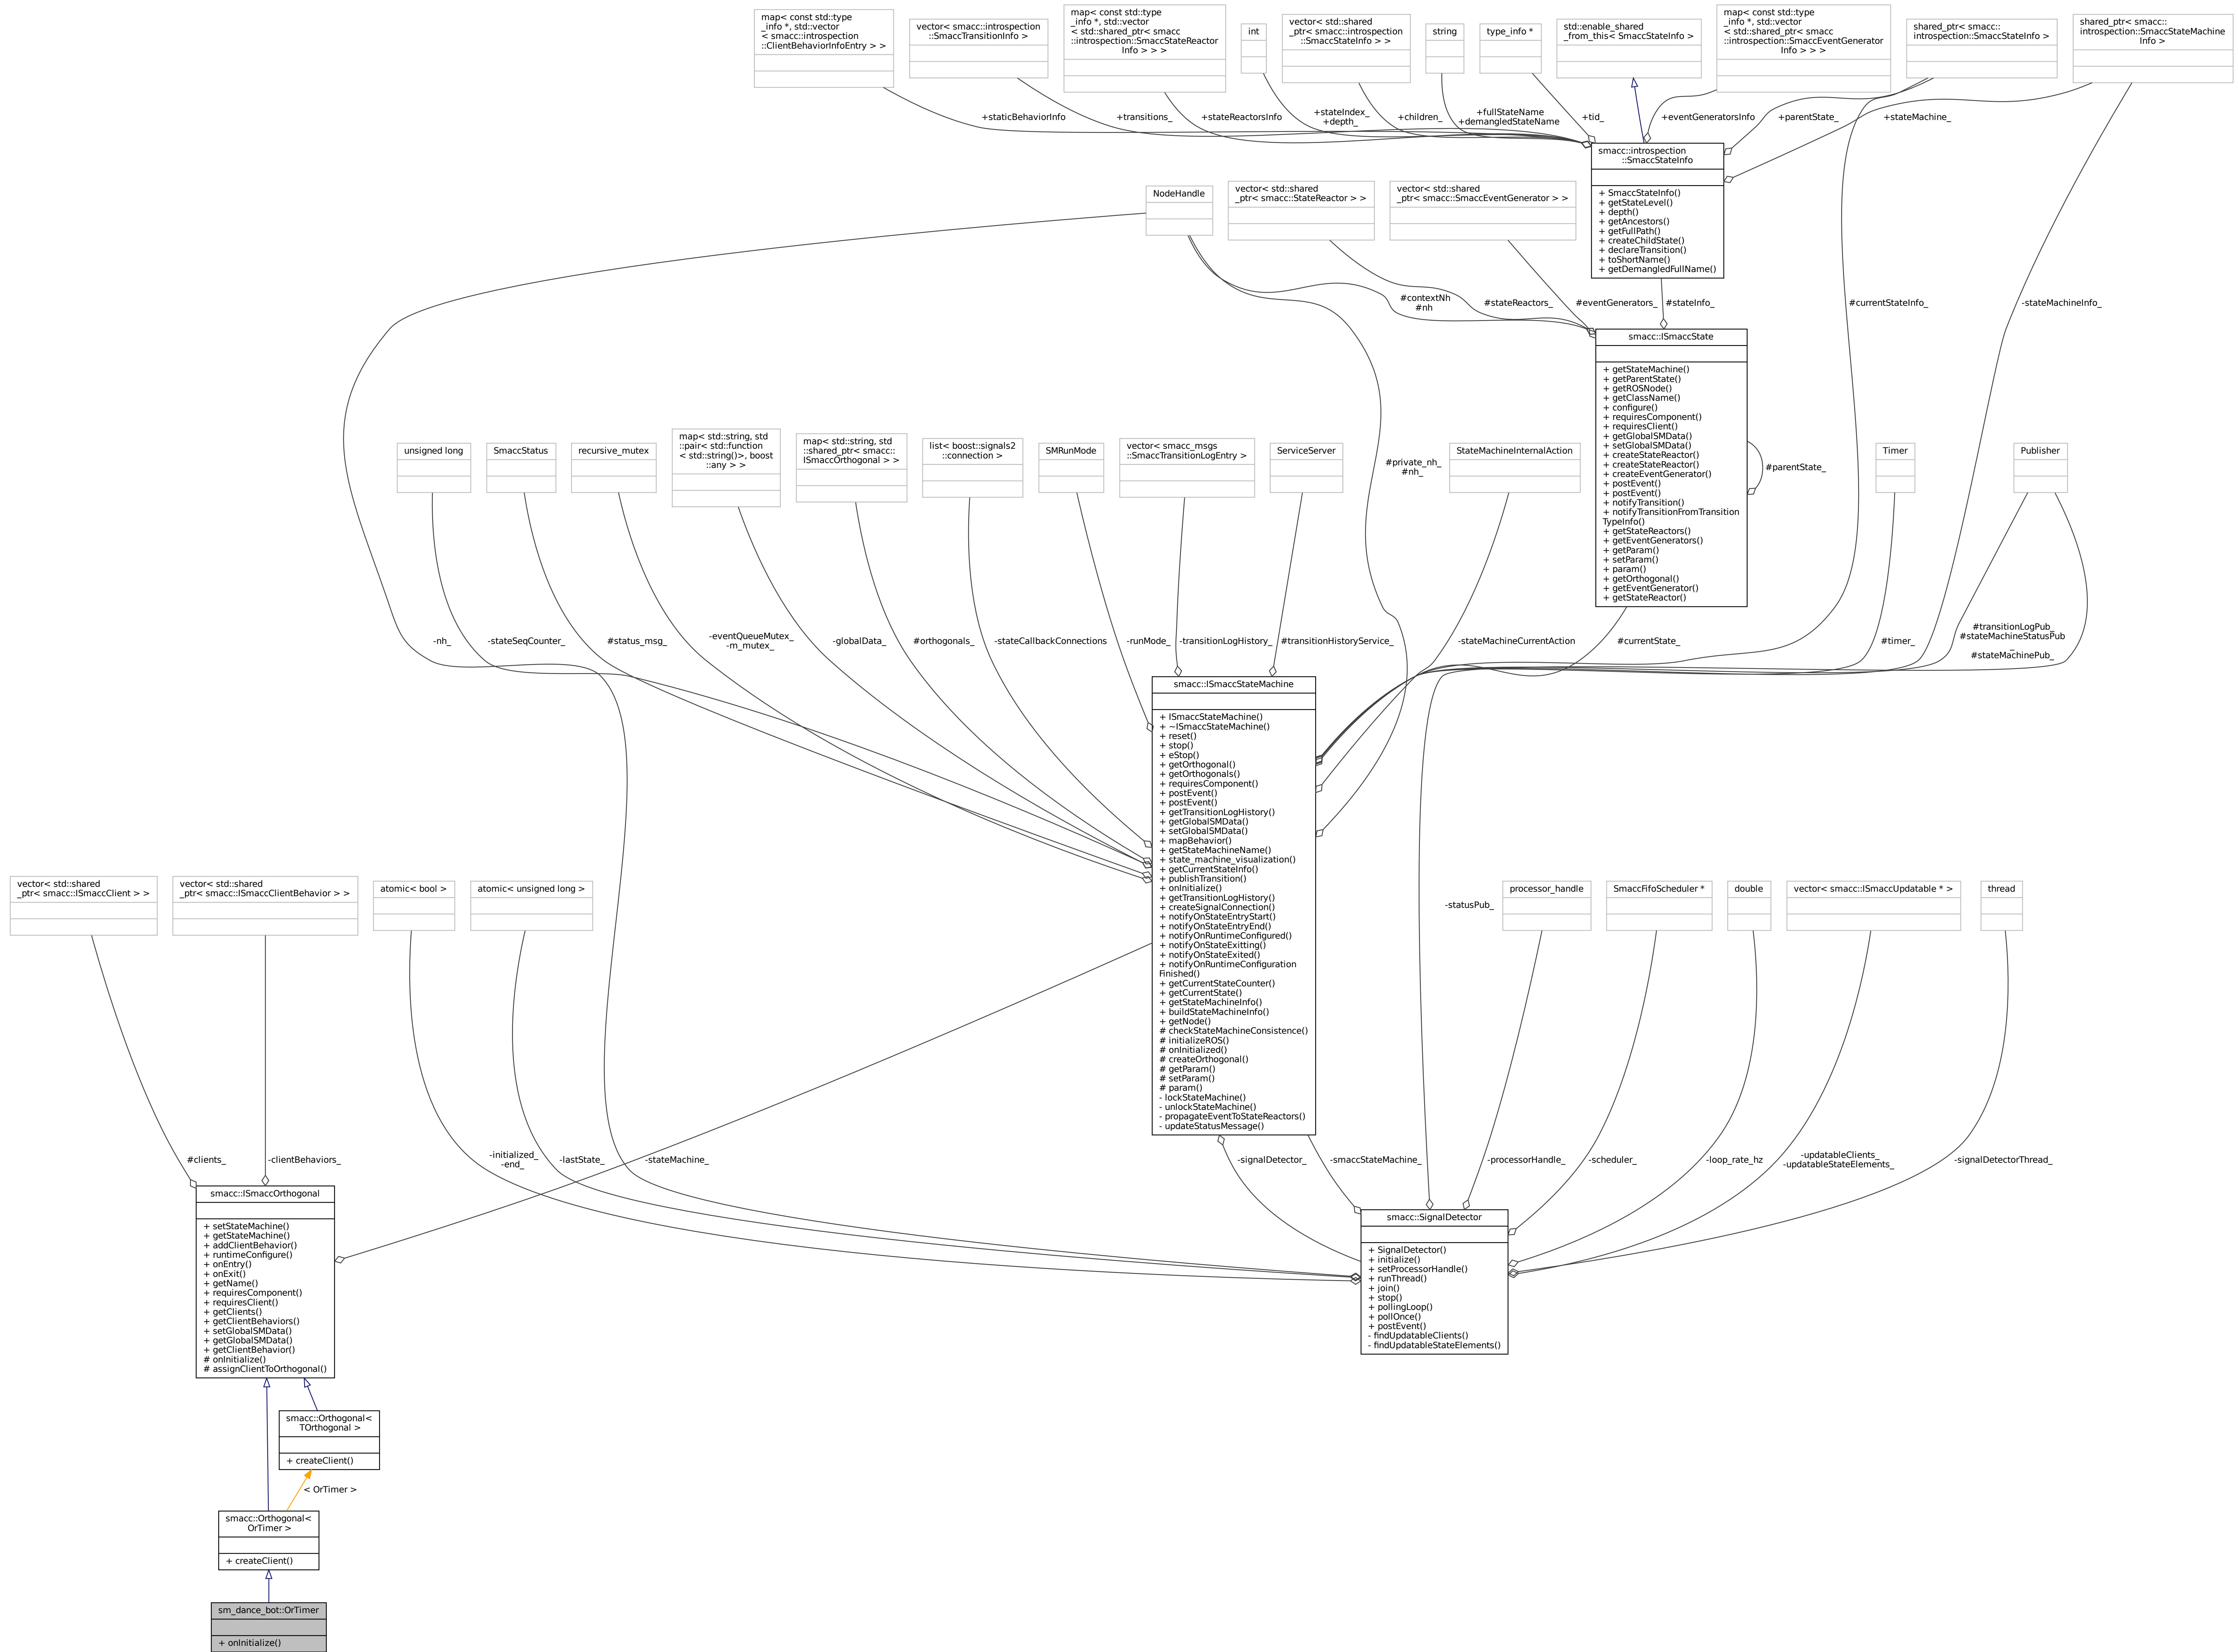 map< const std::type
_info *, std::vector
< smacc::introspection
::ClientBehaviorInfoEntry > >
vector< smacc::introspection
::SmaccTransitionInfo >
map< const std::type
_info *, std::vector
< std::shared_ptr< smacc
::introspection::SmaccStateReactor
Info > > >
int
vector< std::shared
_ptr< smacc::introspection
::SmaccStateInfo > >
string
type_info *
std::enable_shared
_from_this< SmaccStateInfo >
map< const std::type
_info *, std::vector
< std::shared_ptr< smacc
::introspection::SmaccEventGenerator
Info > > >
shared_ptr< smacc::
introspection::SmaccStateInfo >
shared_ptr< smacc::
introspection::SmaccStateMachine
Info >
+staticBehaviorInfo
+transitions_
+stateReactorsInfo
+stateIndex_
+depth_
+children_
+fullStateName
+demangledStateName
+tid_
+eventGeneratorsInfo
+parentState_
+stateMachine_
smacc::introspection
::SmaccStateInfo
+ SmaccStateInfo()
+ getStateLevel()
+ depth()
+ getAncestors()
+ getFullPath()
+ createChildState()
+ declareTransition()
+ toShortName()
+ getDemangledFullName()
NodeHandle
vector< std::shared
_ptr< smacc::StateReactor > >
vector< std::shared
_ptr< smacc::SmaccEventGenerator > >
#contextNh
#nh
#stateReactors_
#eventGenerators_
#stateInfo_
#currentStateInfo_
-stateMachineInfo_
smacc::ISmaccState
+ getStateMachine()
+ getParentState()
+ getROSNode()
+ getClassName()
+ configure()
+ requiresComponent()
+ requiresClient()
+ getGlobalSMData()
+ setGlobalSMData()
+ createStateReactor()
+ createStateReactor()
+ createEventGenerator()
+ postEvent()
+ postEvent()
+ notifyTransition()
+ notifyTransitionFromTransition
TypeInfo()
+ getStateReactors()
+ getEventGenerators()
+ getParam()
+ setParam()
+ param()
+ getOrthogonal()
+ getEventGenerator()
+ getStateReactor()
#parentState_
unsigned long
SmaccStatus
recursive_mutex
map< std::string, std
::pair< std::function
< std::string()>, boost
::any > >
map< std::string, std
::shared_ptr< smacc::
ISmaccOrthogonal > >
list< boost::signals2
::connection >
SMRunMode
vector< smacc_msgs
::SmaccTransitionLogEntry >
ServiceServer
#private_nh_
#nh_
StateMachineInternalAction
Timer
Publisher
-nh_
-stateSeqCounter_
#status_msg_
-eventQueueMutex_
-m_mutex_
-globalData_
#orthogonals_
-stateCallbackConnections
-runMode_
-transitionLogHistory_
#transitionHistoryService_
-stateMachineCurrentAction
#currentState_
#timer_
#transitionLogPub_
#stateMachineStatusPub
_
#stateMachinePub_
smacc::ISmaccStateMachine
+ ISmaccStateMachine()
+ ~ISmaccStateMachine()
+ reset()
+ stop()
+ eStop()
+ getOrthogonal()
+ getOrthogonals()
+ requiresComponent()
+ postEvent()
+ postEvent()
+ getTransitionLogHistory()
+ getGlobalSMData()
+ setGlobalSMData()
+ mapBehavior()
+ getStateMachineName()
+ state_machine_visualization()
+ getCurrentStateInfo()
+ publishTransition()
+ onInitialize()
+ getTransitionLogHistory()
+ createSignalConnection()
+ notifyOnStateEntryStart()
+ notifyOnStateEntryEnd()
+ notifyOnRuntimeConfigured()
+ notifyOnStateExitting()
+ notifyOnStateExited()
+ notifyOnRuntimeConfiguration
Finished()
+ getCurrentStateCounter()
+ getCurrentState()
+ getStateMachineInfo()
+ buildStateMachineInfo()
+ getNode()
# checkStateMachineConsistence()
# initializeROS()
# onInitialized()
# createOrthogonal()
# getParam()
# setParam()
# param()
- lockStateMachine()
- unlockStateMachine()
- propagateEventToStateReactors()
- updateStatusMessage()
vector< std::shared
_ptr< smacc::ISmaccClient > >
vector< std::shared
_ptr< smacc::ISmaccClientBehavior > >
atomic< bool >
atomic< unsigned long >
-statusPub_
processor_handle
SmaccFifoScheduler *
double
vector< smacc::ISmaccUpdatable * >
thread
#clients_
-clientBehaviors_
-initialized_
-end_
-lastState_
-stateMachine_
-signalDetector_
-smaccStateMachine_
-processorHandle_
-scheduler_
-loop_rate_hz
-updatableClients_
-updatableStateElements_
-signalDetectorThread_
smacc::ISmaccOrthogonal
+ setStateMachine()
+ getStateMachine()
+ addClientBehavior()
+ runtimeConfigure()
+ onEntry()
+ onExit()
+ getName()
+ requiresComponent()
+ requiresClient()
+ getClients()
+ getClientBehaviors()
+ setGlobalSMData()
+ getGlobalSMData()
+ getClientBehavior()
# onInitialize()
# assignClientToOrthogonal()
smacc::SignalDetector
+ SignalDetector()
+ initialize()
+ setProcessorHandle()
+ runThread()
+ join()
+ stop()
+ pollingLoop()
+ pollOnce()
+ postEvent()
- findUpdatableClients()
- findUpdatableStateElements()
smacc::Orthogonal<
TOrthogonal >
+ createClient()
< OrTimer >
smacc::Orthogonal<
OrTimer >
+ createClient()
sm_dance_bot::OrTimer
+ onInitialize()